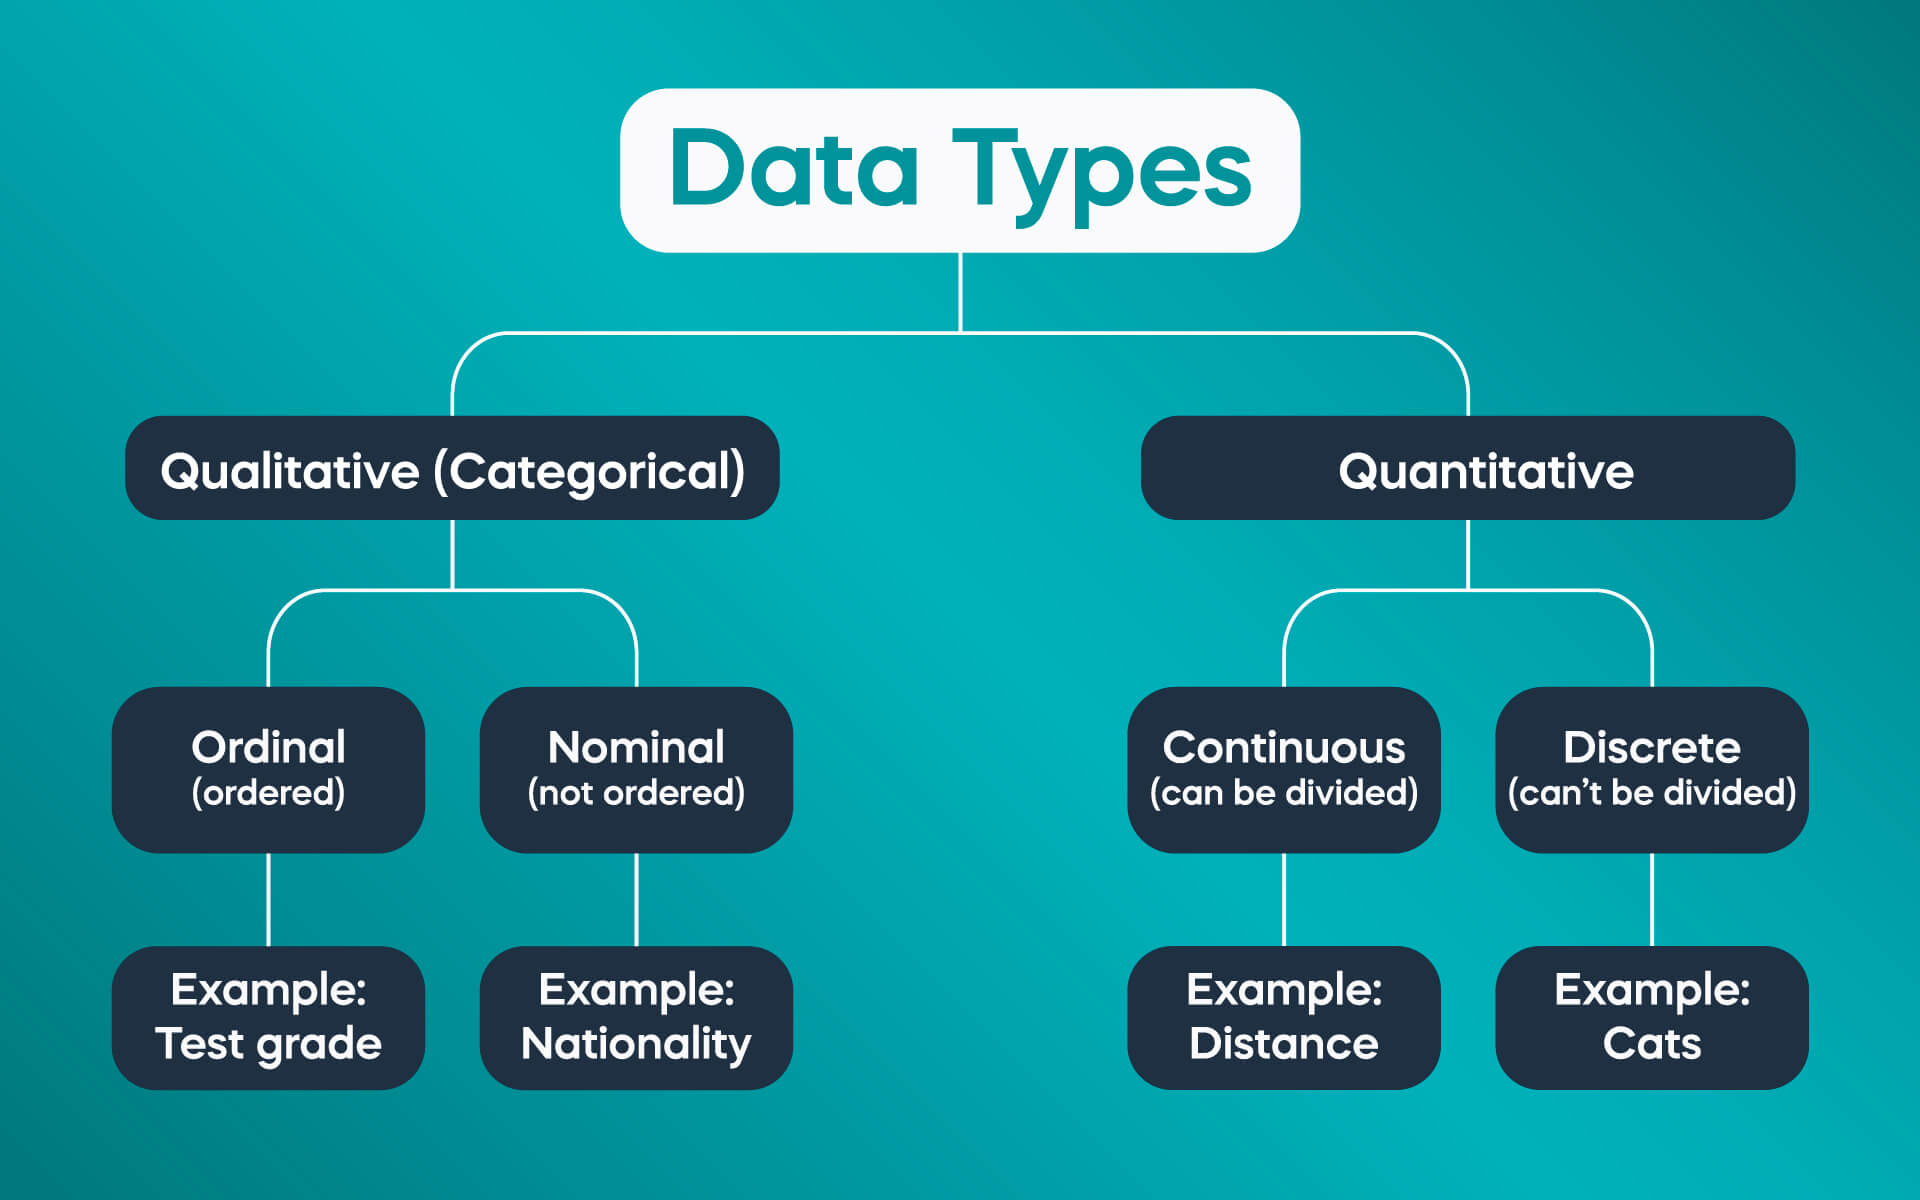 Data Types
Qualitative (Categorical)
Quantitative
Ordinal
(ordered)
Nominal
(not ordered)
Continuous
(can be divided)
Discrete
(can't be divided)
Example:
Test grade
Example:
Nationality
Example:
Distance
Example:
Cats